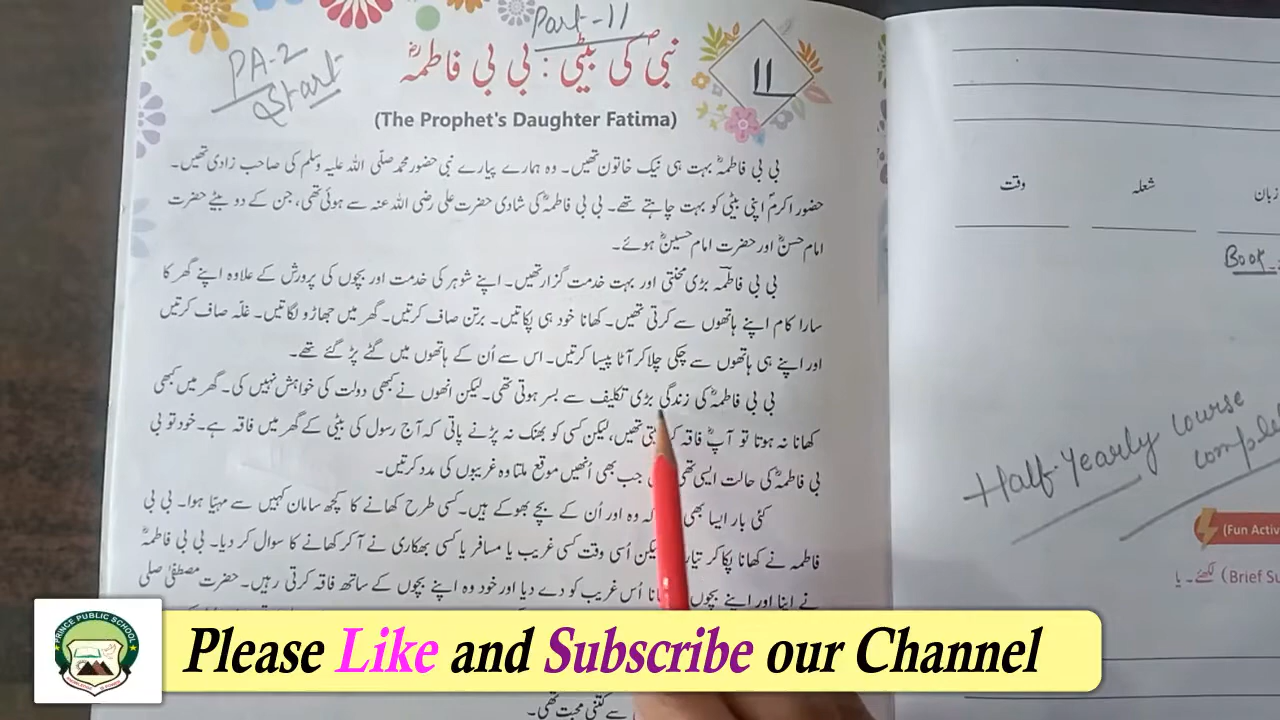 Part-11
PA-2
Start
11
نبیؐ کی بیٹی : بی بی فاطمہؓ
(The Prophet's Daughter Fatima)
بی بی فاطمہؓ بہت ہی نیک خاتون تھیں۔ وہ ہمارے پیارے نبی حضور محمد صلّی اللہ علیہ وسلم کی صاحب زادی تھیں۔
حضور اکرمؐ اپنی بیٹی کو بہت چاہتے تھے۔ بی بی فاطمہؓ کی شادی حضرت علی رضی اللہ عنہ سے ہوئی تھی، جن کے دو بیٹے حضرت
امام حسنؓ اور حضرت امام حسینؓ ہوئے۔
بی بی فاطمہؓ بڑی محنتی اور بہت خدمت گزار تھیں۔ اپنے شوہر کی خدمت اور بچوں کی پرورش کے علاوہ اپنے گھر کا
سارا کام اپنے ہاتھوں سے کرتی تھیں۔ کھانا خود ہی پکاتیں۔ برتن صاف کرتیں۔ گھر میں جھاڑو لگاتیں۔ غلّہ صاف کرتیں
اور اپنے ہی ہاتھوں سے چکی چلا کر آٹا پیسا کرتیں۔ اس سے اُن کے ہاتھوں میں گٹے پڑ گئے تھے۔
بی بی فاطمہؓ کی زندگی بڑی تکلیف سے بسر ہوتی تھی۔ لیکن انھوں نے کبھی دولت کی خواہش نہیں کی۔ گھر میں کبھی
کھانا نہ ہوتا تو آپؓ فاقہ تھیں، لیکن کسی کو بھنک نہ پڑنے پاتی کہ آج رسول کی بیٹی کے گھر میں فاقہ ہے۔ خود تو بی
بی فاطمہؓ کی حالت ایسی تھی جب بھی اُنھیں موقع ملتا وہ غریبوں کی مدد کرتیں۔
کئی بار ایسا بھی کہ وہ اور اُن کے بچے بھوکے ہیں۔ کسی طرح کھانے کا کچھ سامان کہیں سے مہیّا ہوا۔ بی بی
فاطمہ نے کھانا پکا کر تیار لیکن اُسی وقت کسی غریب یا مسافر یا کسی بھکاری نے آ کر کھانے کا سوال کر دیا۔ بی بی فاطمہؓ
نے اپنا اور اپنے بچوں اُس غریب کو دے دیا اور خود وہ اپنے بچوں کے ساتھ فاقہ کرتی رہیں۔ حضرت مصطفیٰ صلی
سے کتنی محبت تھی۔
زبان شعلہ وقت
Book
Half-Yearly course
(Fun Activ
لکھئے۔ یا (Brief Su
PRINCE PUBLIC SCHOOL
Please Like and Subscribe our Channel